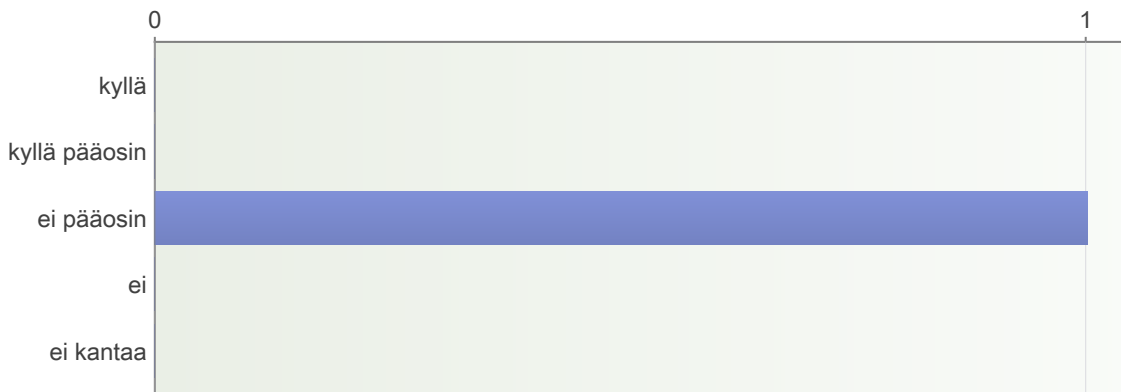 0 1
kyllä
kyllä pääosin
ei pääosin
ei
ei kantaa